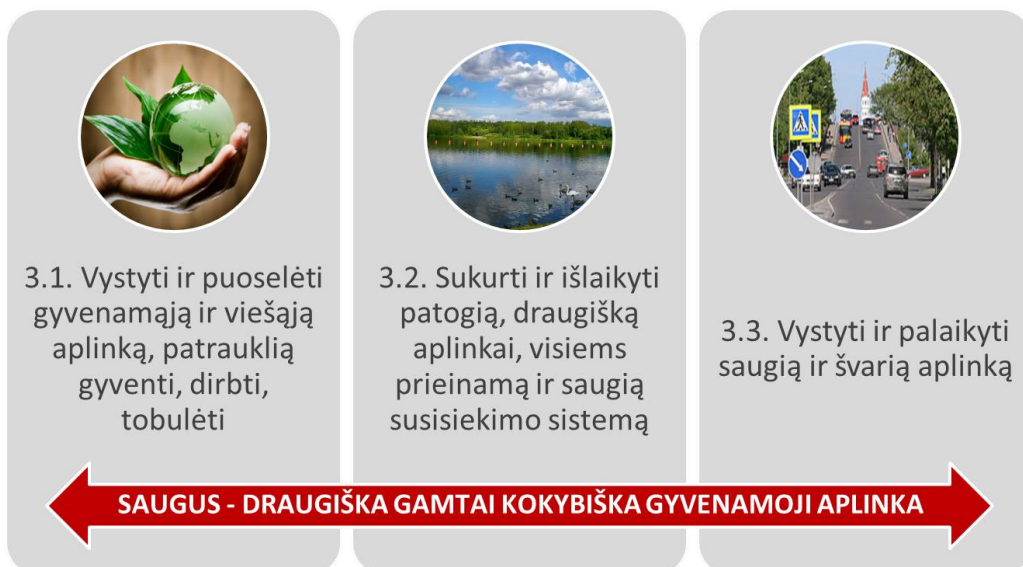 3.1. Vystyti ir puoselėti
gyvenamąją ir viešąją
aplinką, patrauklią
gyventi, dirbti,
tobulėti
3.2. Sukurti ir išlaikyti
patogią, draugišką
aplinkai, visiems
prieinamą ir saugią
susisiekimo sistemą
3.3. Vystyti ir palaikyti
saugią ir švarią aplinką
SAUGUS - DRAUGIŠKA GAMTAI KOKYBIŠKA GYVENAMOJI APLINKA